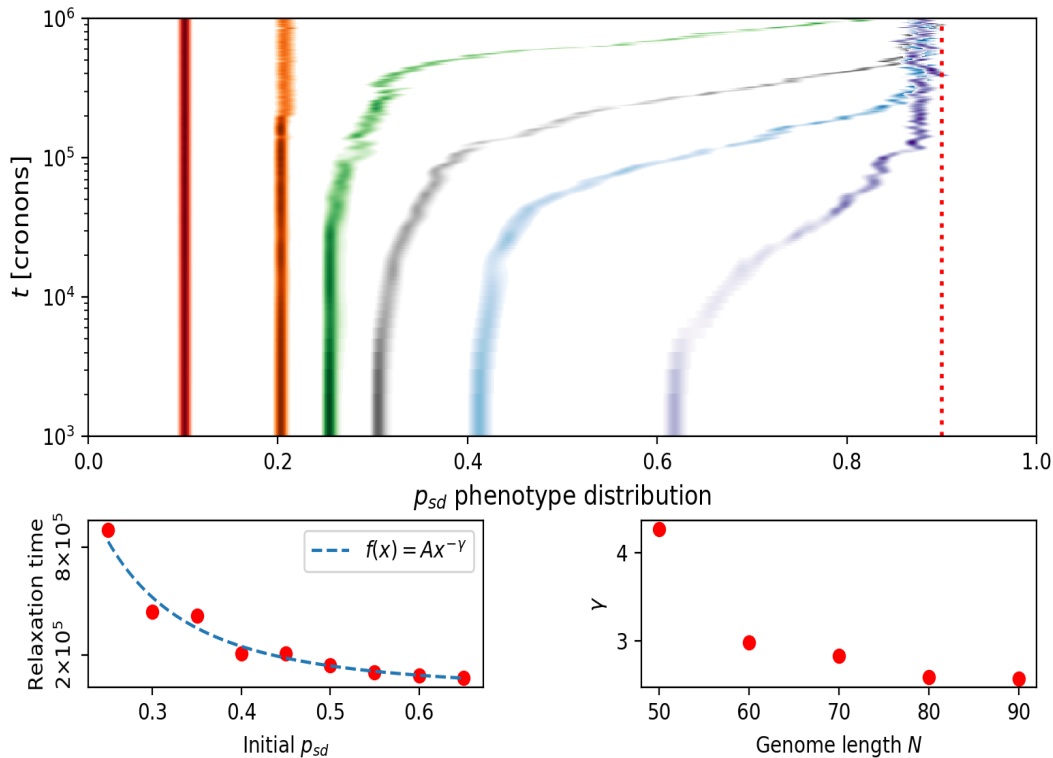 10^6
10^5
10^4
10^3
t [cronons]
0.0 0.2 0.4 0.6 0.8 1.0
p_sd phenotype distribution
Relaxation time
8×10^5
2×10^5
f(x) = Ax^−γ
0.3 0.4 0.5 0.6
Initial p_sd
γ
4
3
50 60 70 80 90
Genome length N